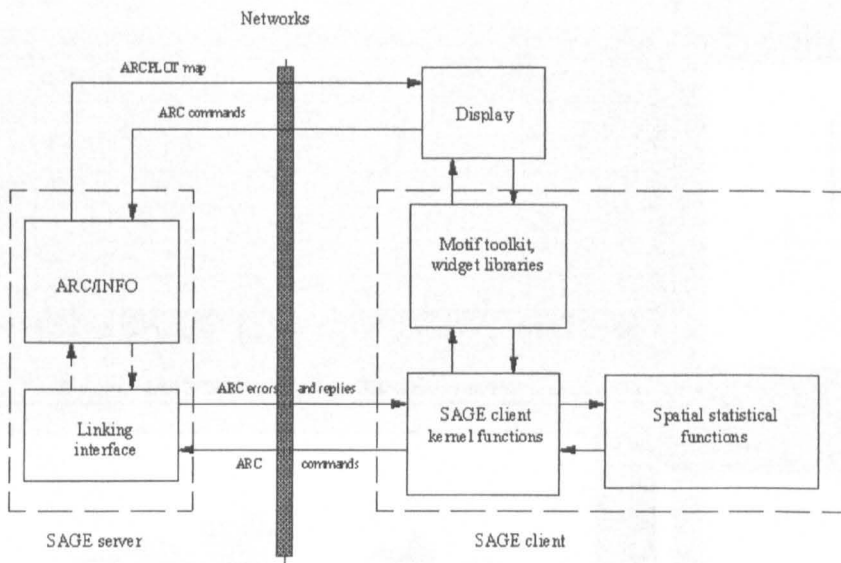 Networks
ARCPLOT map
ARC commands
Display
Motif toolkit,
widget libraries
ARC/INFO
ARC errors and replies
SAGE client
kernel functions
Spatial statistical
functions
Linking
interface
ARC commands
SAGE server
SAGE client